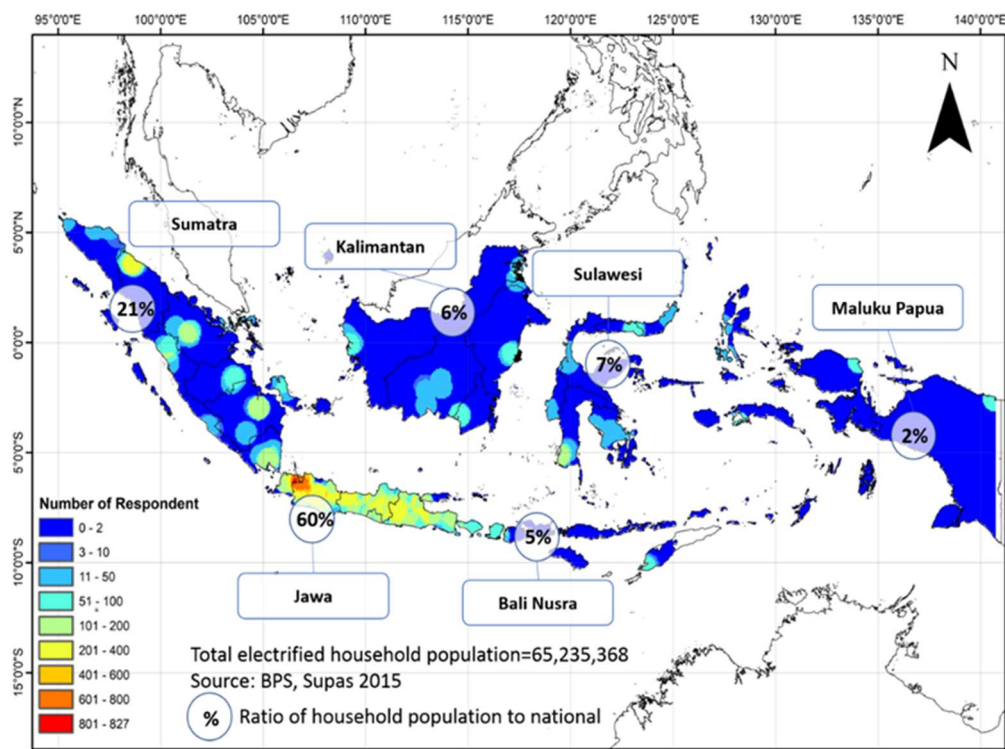 95°0'0"E 100°0'0"E 105°0'0"E 110°0'0"E 115°0'0"E 120°0'0"E 125°0'0"E 130°0'0"E 135°0'0"E 140°0'0"E
N
10°0'0"N
5°0'0"N
0°0'0"
5°0'0"S
10°0'0"S
15°0'0"S
Sumatra
Kalimantan
Sulawesi
Maluku Papua
21%
6%
7%
2%
60%
5%
Jawa
Bali Nusra
Number of Respondent
0 - 2
3 - 10
11 - 50
51 - 100
101 - 200
201 - 400
401 - 600
601 - 800
801 - 827
Total electrified household population=65,235,368
Source: BPS, Supas 2015
% Ratio of household population to national